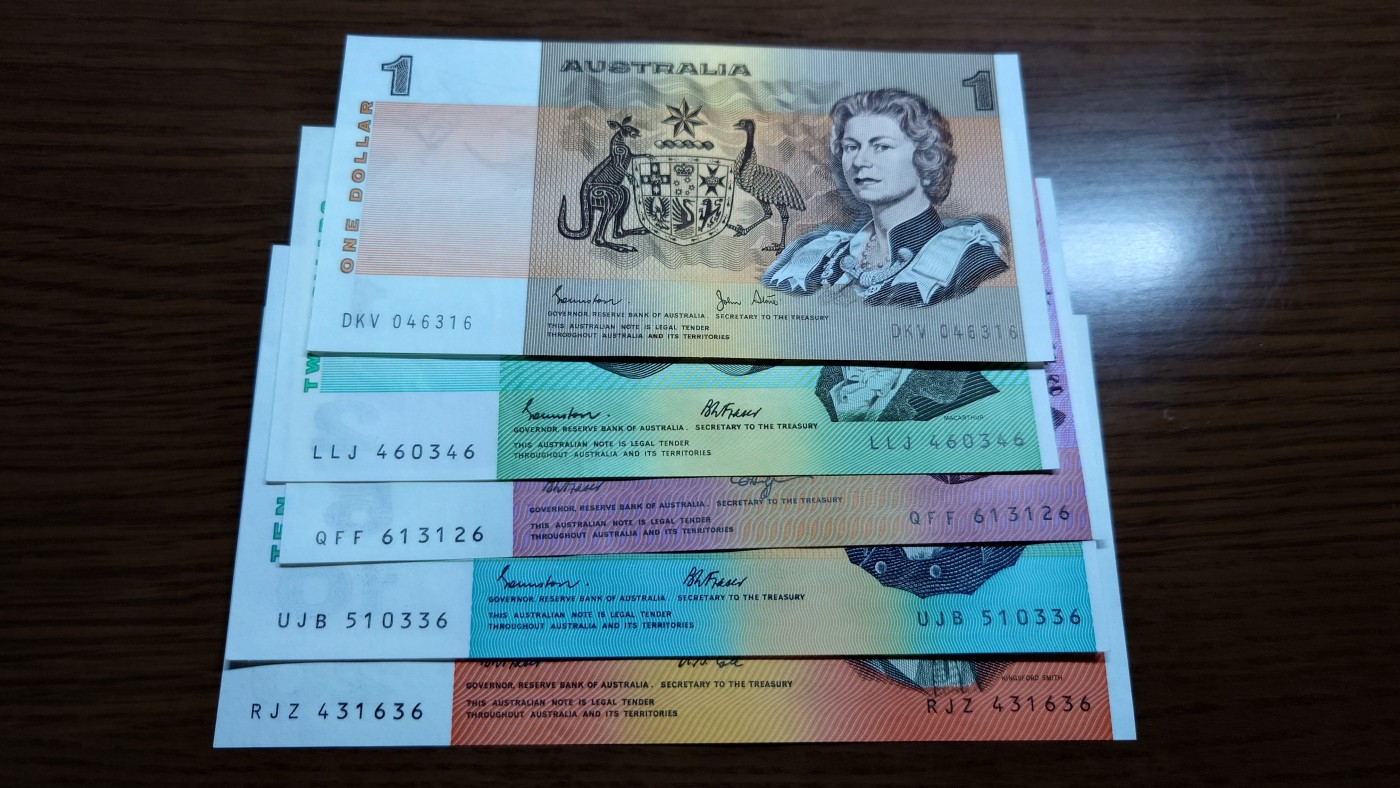 1
AUSTRALIA
1
ONE DOLLAR
GOVERNOR, RESERVE BANK OF AUSTRALIA. SECRETARY TO THE TREASURY
THIS AUSTRALIAN NOTE IS LEGAL TENDER
THROUGHOUT AUSTRALIA AND ITS TERRITORIES
DKV 046316
DKV 046316
TW
2
MACARTHUR
GOVERNOR, RESERVE BANK OF AUSTRALIA. SECRETARY TO THE TREASURY
THIS AUSTRALIAN NOTE IS LEGAL TENDER
THROUGHOUT AUSTRALIA AND ITS TERRITORIES
LLJ 460346
LLJ 460346
GOVERNOR, RESERVE BANK OF AUSTRALIA. SECRETARY TO THE TREASURY
THIS AUSTRALIAN NOTE IS LEGAL TENDER
THROUGHOUT AUSTRALIA AND ITS TERRITORIES
QFF 613126
QFF 613126
TEN
GOVERNOR, RESERVE BANK OF AUSTRALIA. SECRETARY TO THE TREASURY
THIS AUSTRALIAN NOTE IS LEGAL TENDER
THROUGHOUT AUSTRALIA AND ITS TERRITORIES
UJB 510336
UJB 510336
KINGSFORD SMITH
GOVERNOR, RESERVE BANK OF AUSTRALIA. SECRETARY TO THE TREASURY
THIS AUSTRALIAN NOTE IS LEGAL TENDER
THROUGHOUT AUSTRALIA AND ITS TERRITORIES
RJZ 431636
RJZ 431636